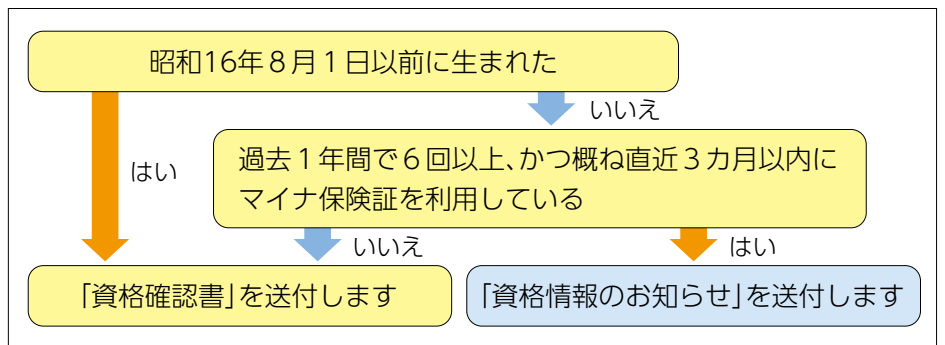 昭和16年８月１日以前に生まれた
いいえ
はい
過去１年間で６回以上、かつ概ね直近３カ月以内に
マイナ保険証を利用している
いいえ
はい
「資格確認書」を送付します
「資格情報のお知らせ」を送付します